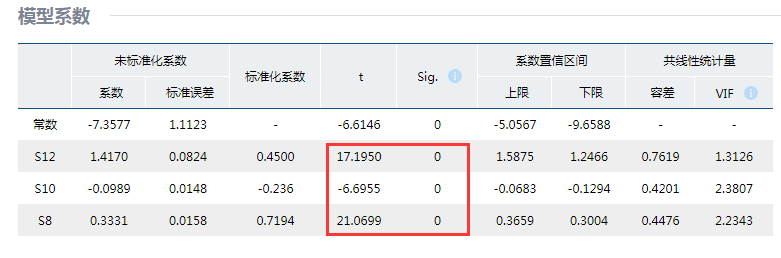 模型系数
未标准化系数 标准化系数 t Sig. 系数置信区间 共线性统计量
系数 标准误差 上限 下限 容差 VIF
常数 -7.3577 1.1123 - -6.6146 0 -5.0567 -9.6588 - -
S12 1.4170 0.0824 0.4500 17.1950 0 1.5875 1.2466 0.7619 1.3126
S10 -0.0989 0.0148 -0.236 -6.6955 0 -0.0683 -0.1294 0.4201 2.3807
S8 0.3331 0.0158 0.7194 21.0699 0 0.3659 0.3004 0.4476 2.2343